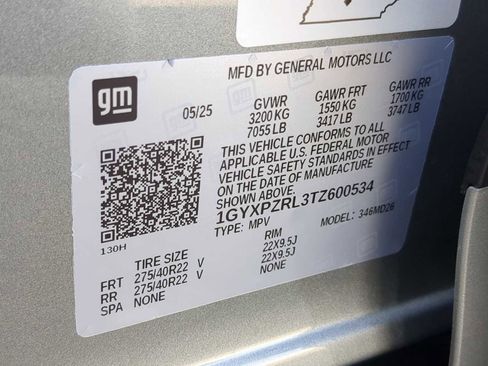 gm
MFD BY GENERAL MOTORS LLC
05/25 GVWR GAWR FRT GAWR RR
3200 KG 1550 KG 1700 KG
7055 LB 3417 LB 3747 LB
THIS VEHICLE CONFORMS TO ALL
APPLICABLE U.S. FEDERAL MOTOR
VEHICLE SAFETY STANDARDS IN EFFECT
ON THE DATE OF MANUFACTURE
SHOWN ABOVE.
1GYXPZRL3TZ600534
TYPE: MPV MODEL: 346MD26
130H
TIRE SIZE RIM
FRT 275/40R22 V 22X9.5J
RR 275/40R22 V 22X9.5J
SPA NONE NONE